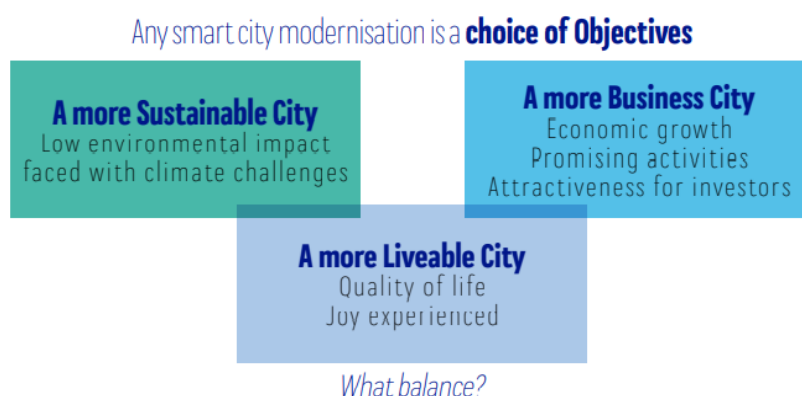 Any smart city modernisation is a choice of Objectives
A more Sustainable City
Low environmental impact
faced with climate challenges
A more Business City
Economic growth
Promising activities
Attractiveness for investors
A more Liveable City
Quality of life
Joy experienced
What balance?